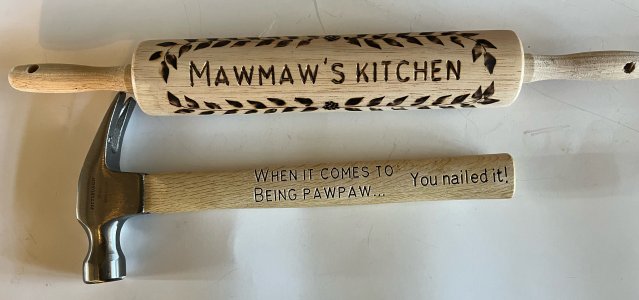 MAWMAW'S KITCHEN
WHEN IT COMES TO
BEING PAWPAW...
You nailed it!